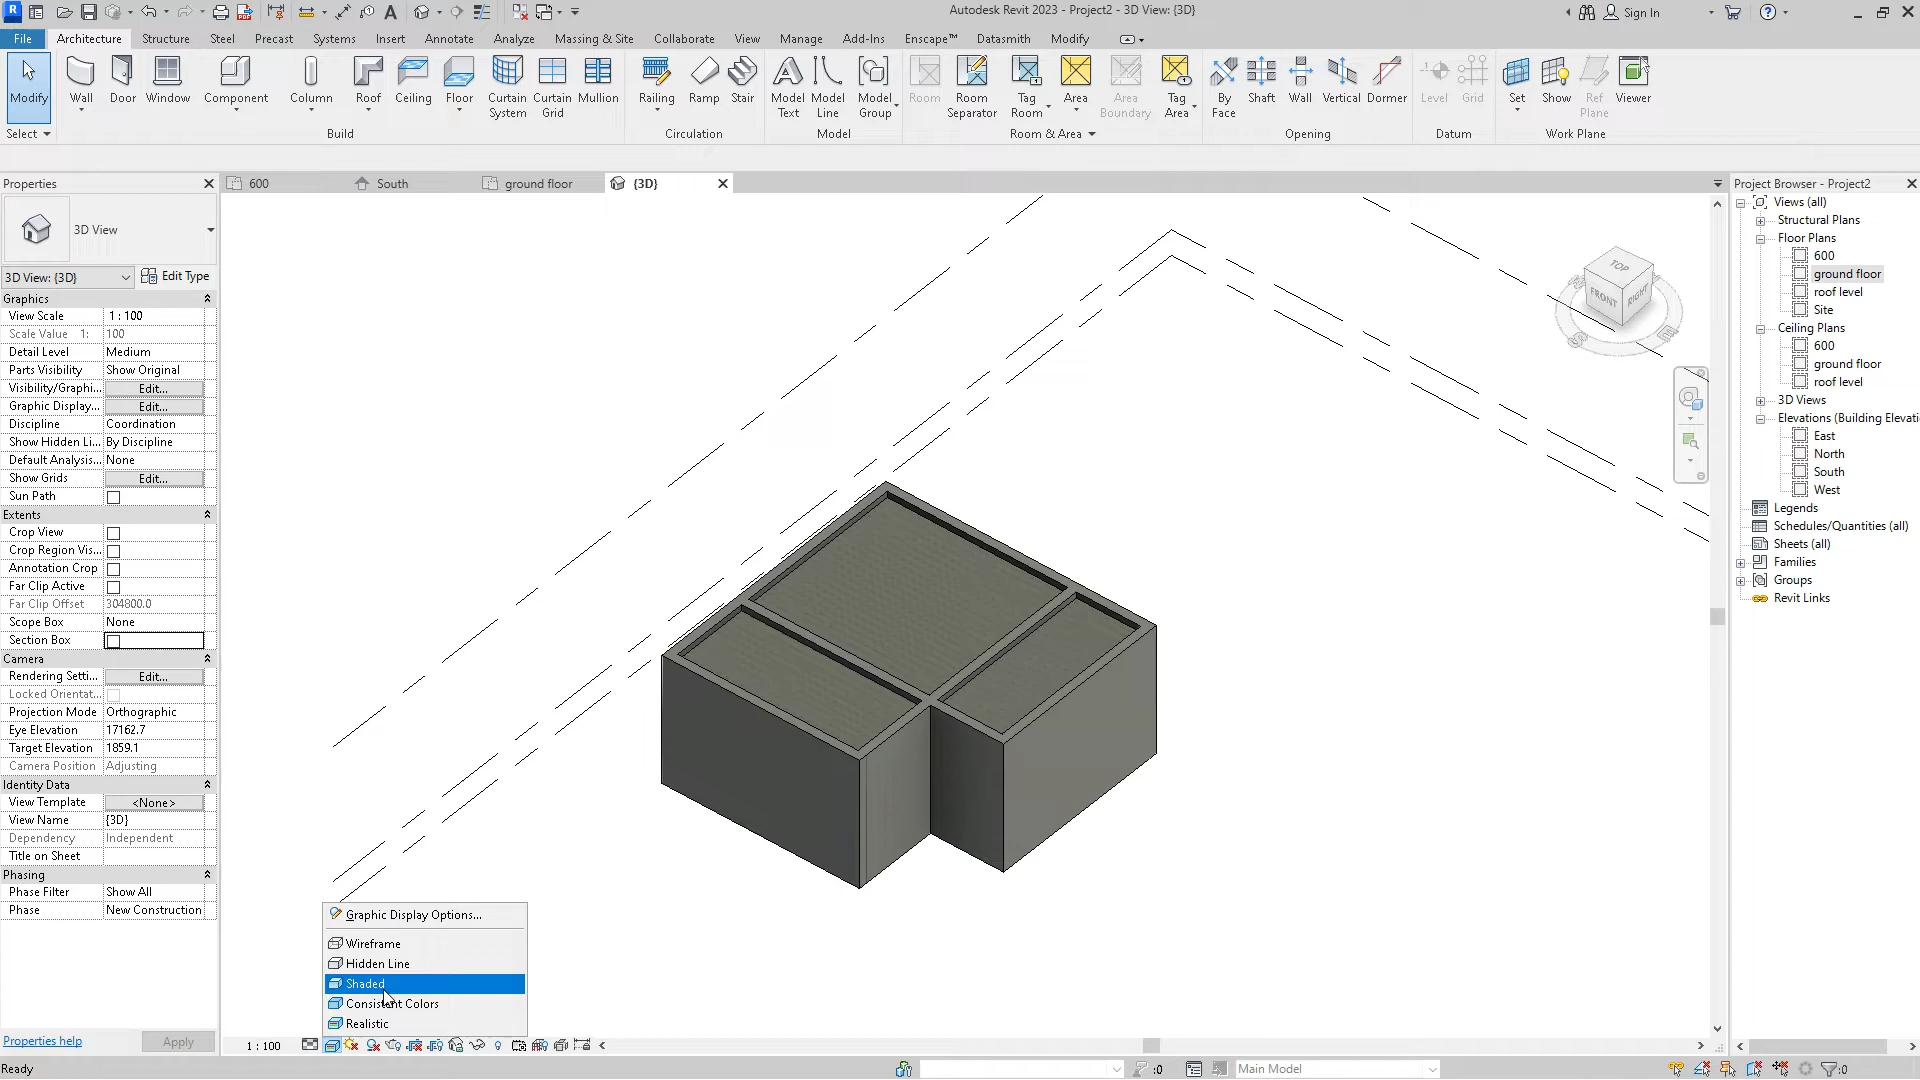 Autodesk Revit 2023 - Project2 - 3D View: {3D}
Sign In
File Architecture Structure Steel Precast Systems Insert Annotate Analyze Massing & Site Collaborate View Manage Add-Ins Enscape™ Datasmith Modify
Modify Wall Door Window Component Column Roof Ceiling Floor Curtain System Curtain Grid Mullion Railing Ramp Stair Model Text Model Line Model Group Room Room Separator Tag Room Area Area Boundary Tag Area By Face Shaft Wall Vertical Dormer Level Grid Set Show Ref Plane Viewer
Select Build Circulation Model Room & Area Opening Datum Work Plane
Properties
600 South ground floor {3D}
3D View
3D View: {3D} Edit Type
Graphics
View Scale 1 : 100
Scale Value 1: 100
Detail Level Medium
Parts Visibility Show Original
Visibility/Graphi... Edit...
Graphic Display... Edit...
Discipline Coordination
Show Hidden Li... By Discipline
Default Analysis... None
Show Grids Edit...
Sun Path
Extents
Crop View
Crop Region Vis...
Annotation Crop
Far Clip Active
Far Clip Offset 304800.0
Scope Box None
Section Box
Camera
Rendering Setti... Edit...
Locked Orientat...
Projection Mode Orthographic
Eye Elevation 17162.7
Target Elevation 1859.1
Camera Position Adjusting
Identity Data
View Template <None>
View Name {3D}
Dependency Independent
Title on Sheet
Phasing
Phase Filter Show All
Phase New Construction
Properties help Apply
TOP
FRONT RIGHT
S E
Graphic Display Options...
Wireframe
Hidden Line
Shaded
Consistent Colors
Realistic
1 : 100
Project Browser - Project2
Views (all)
Structural Plans
Floor Plans
600
ground floor
roof level
Site
Ceiling Plans
600
ground floor
roof level
3D Views
Elevations (Building Elevati
East
North
South
West
Legends
Schedules/Quantities (all)
Sheets (all)
Families
Groups
Revit Links
Ready
:0
Main Model
:0